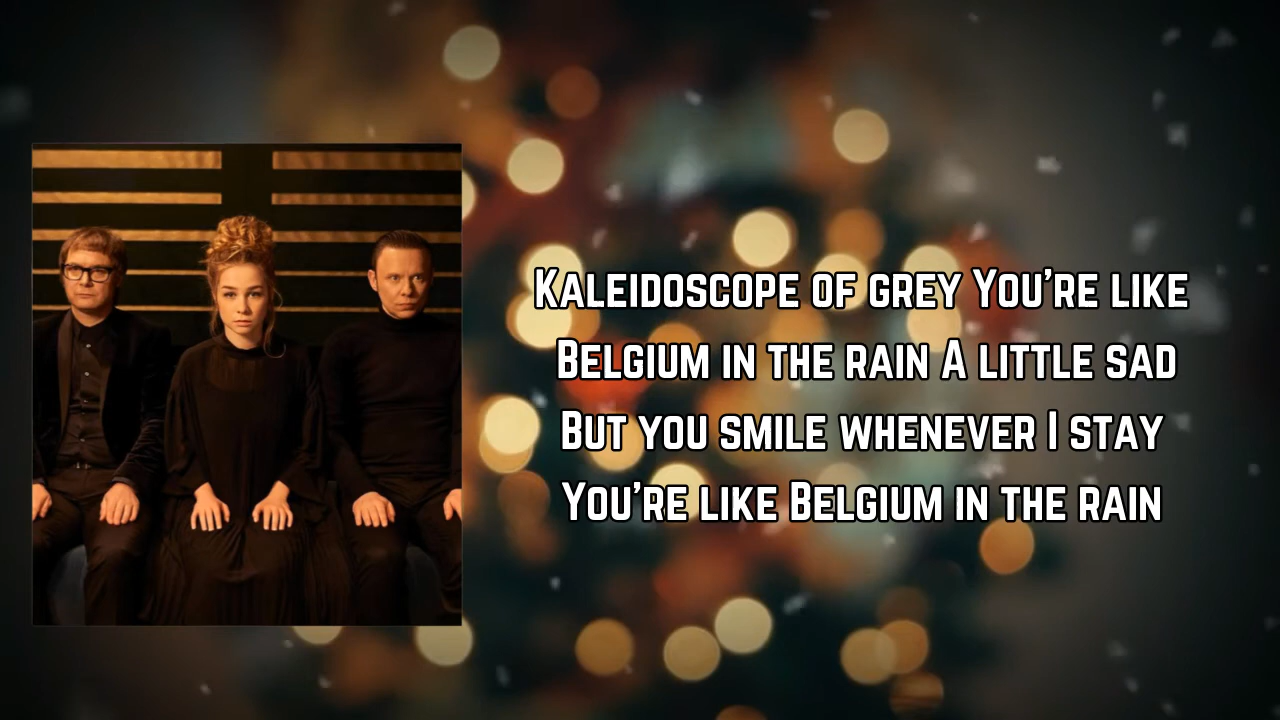 Kaleidoscope of grey You're like
Belgium in the rain A little sad
But you smile whenever I stay
You're like Belgium in the rain